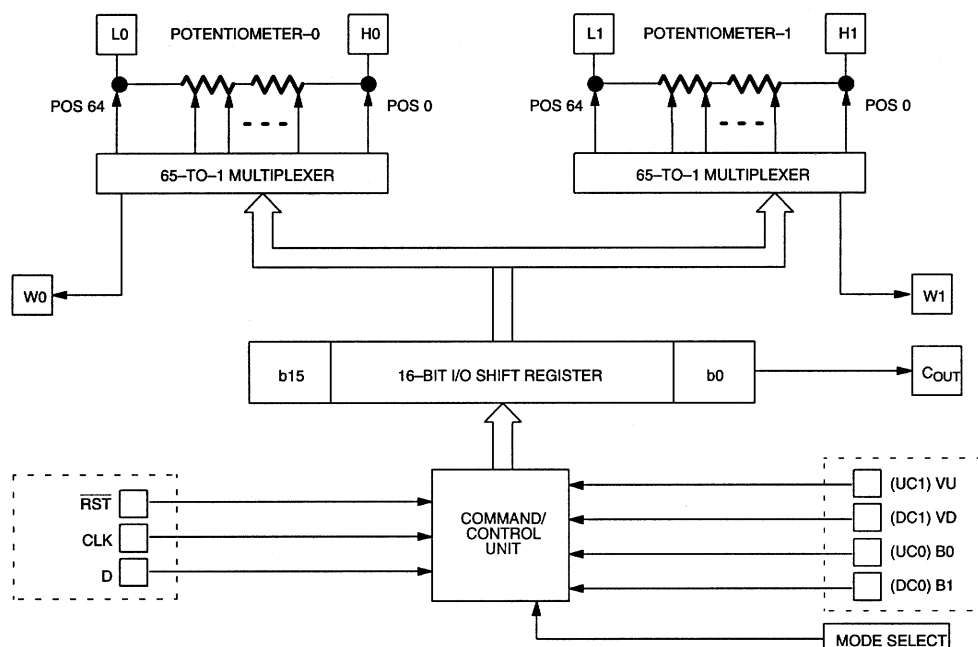 L0 POTENTIOMETER–0 H0 L1 POTENTIOMETER–1 H1
POS 64 POS 0 POS 64 POS 0
65–TO–1 MULTIPLEXER 65–TO–1 MULTIPLEXER
W0 W1
b15 16–BIT I/O SHIFT REGISTER b0 COUT
RST
CLK
D
COMMAND/
CONTROL
UNIT
(UC1) VU
(DC1) VD
(UC0) B0
(DC0) B1
MODE SELECT